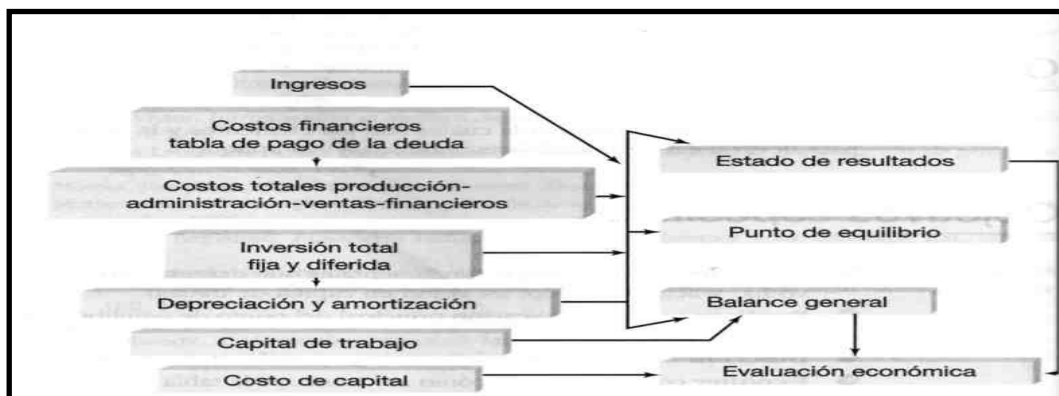 Ingresos
Costos financieros
tabla de pago de la deuda
Costos totales producción-
administración-ventas-financieros
Inversión total
fija y diferida
Depreciación y amortización
Capital de trabajo
Costo de capital
Estado de resultados
Punto de equilibrio
Balance general
Evaluación económica